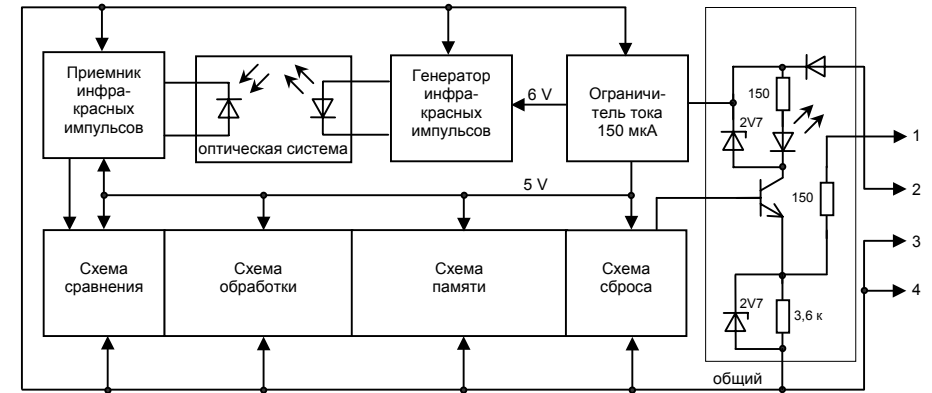 Приемник
инфра-
красных
импульсов
оптическая система
Генератор
инфра-
красных
импульсов
6 V
Ограничи-
тель тока
150 мкА
150
2V7
1
2
150
3
4
5 V
Схема
сравнения
Схема
обработки
Схема
памяти
Схема
сброса
2V7
3,6 к
общий